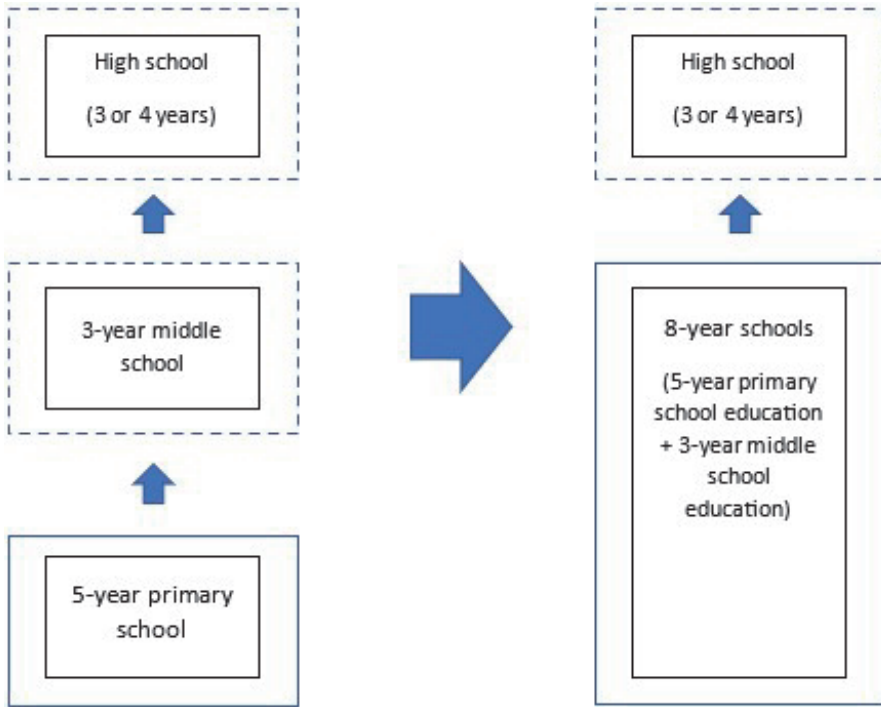 High school
(3 or 4 years)
3-year middle
school
5-year primary
school
High school
(3 or 4 years)
8-year schools
(5-year primary
school education
+ 3-year middle
school
education)